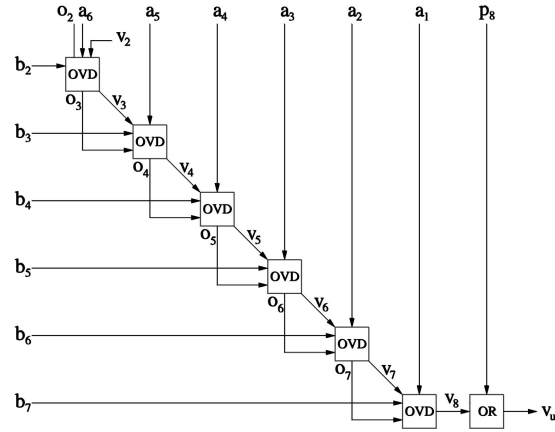 o₂ a₆ a₅ a₄ a₃ a₂ a₁ p₈
v₂
b₂ OVD
o₃ v₃
b₃ OVD
o₄ v₄
b₄ OVD
o₅ v₅
b₅ OVD
o₆ v₆
b₆ OVD
o₇ v₇
b₇ OVD v₈ OR vᵤ